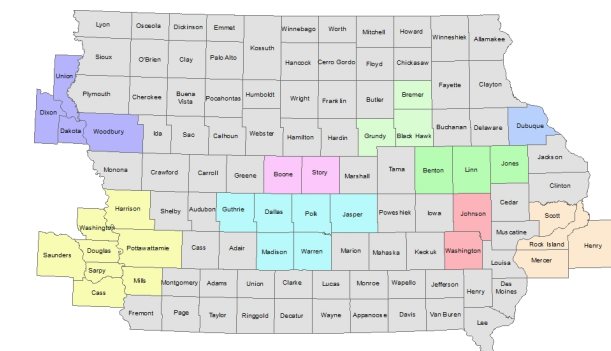 Lyon Osceola Dickinson Emmet Winnebago Worth Mitchell Howard Winneshiek Allamakee
Kossuth
Sioux O'Brien Clay Palo Alto Hancock Cerro Gordo Floyd Chickasaw
Union
Plymouth Cherokee Buena Vista Pocahontas Humboldt Wright Franklin Butler Bremer Fayette Clayton
Dixon
Dakota Woodbury Ida Sac Calhoun Webster Hamilton Hardin Grundy Black Hawk Buchanan Delaware Dubuque
Monona Crawford Carroll Greene Boone Story Marshall Tama Benton Linn Jones Jackson
Clinton
Harrison Shelby Audubon Guthrie Dallas Polk Jasper Poweshiek Iowa Johnson Cedar Scott
Washington
Muscatine
Saunders Douglas Pottawattamie Cass Adair Madison Warren Marion Mahaska Keokuk Washington Louisa Rock Island Henry
Mercer
Sarpy
Cass Mills Montgomery Adams Union Clarke Lucas Monroe Wapello Jefferson Henry Des Moines
Fremont Page Taylor Ringgold Decatur Wayne Appanoose Davis Van Buren Lee